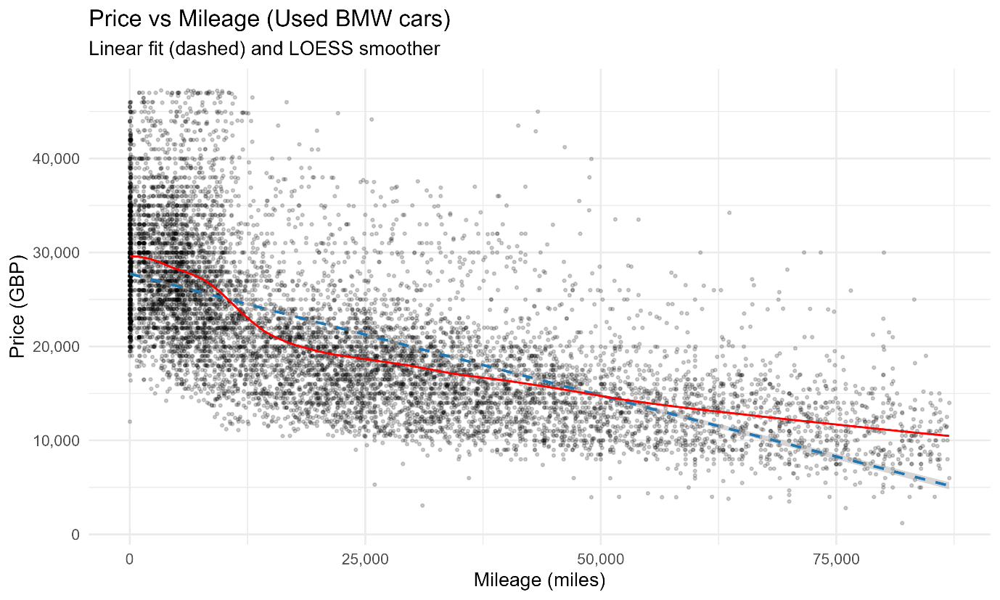 Price vs Mileage (Used BMW cars)
Linear fit (dashed) and LOESS smoother
Price (GBP)
40,000
30,000
20,000
10,000
0
0
25,000
50,000
75,000
Mileage (miles)